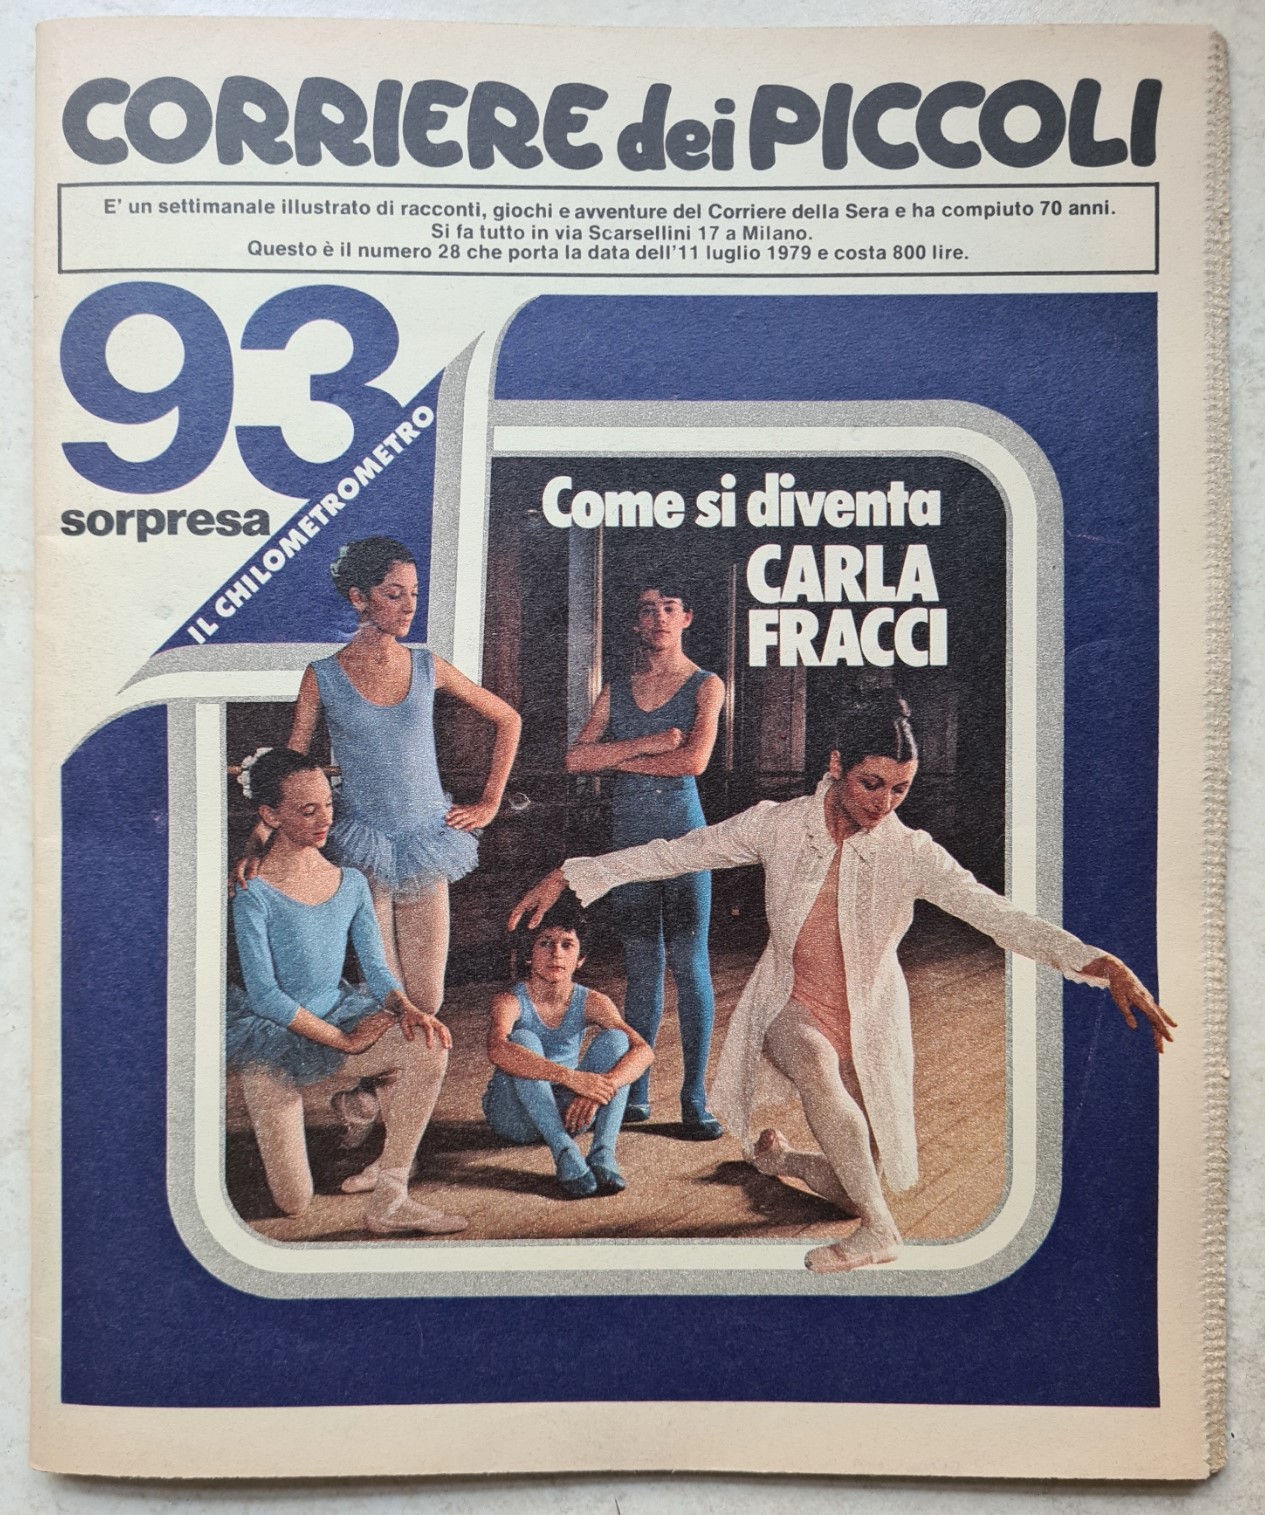 CORRIERE dei PICCOLI
E' un settimanale illustrato di racconti, giochi e avventure del Corriere della Sera e ha compiuto 70 anni.
Si fa tutto in via Scarsellini 17 a Milano.
Questo è il numero 28 che porta la data dell'11 luglio 1979 e costa 800 lire.
93
sorpresa
IL CHILOMETROMETRO
Come si diventa
CARLA
FRACCI